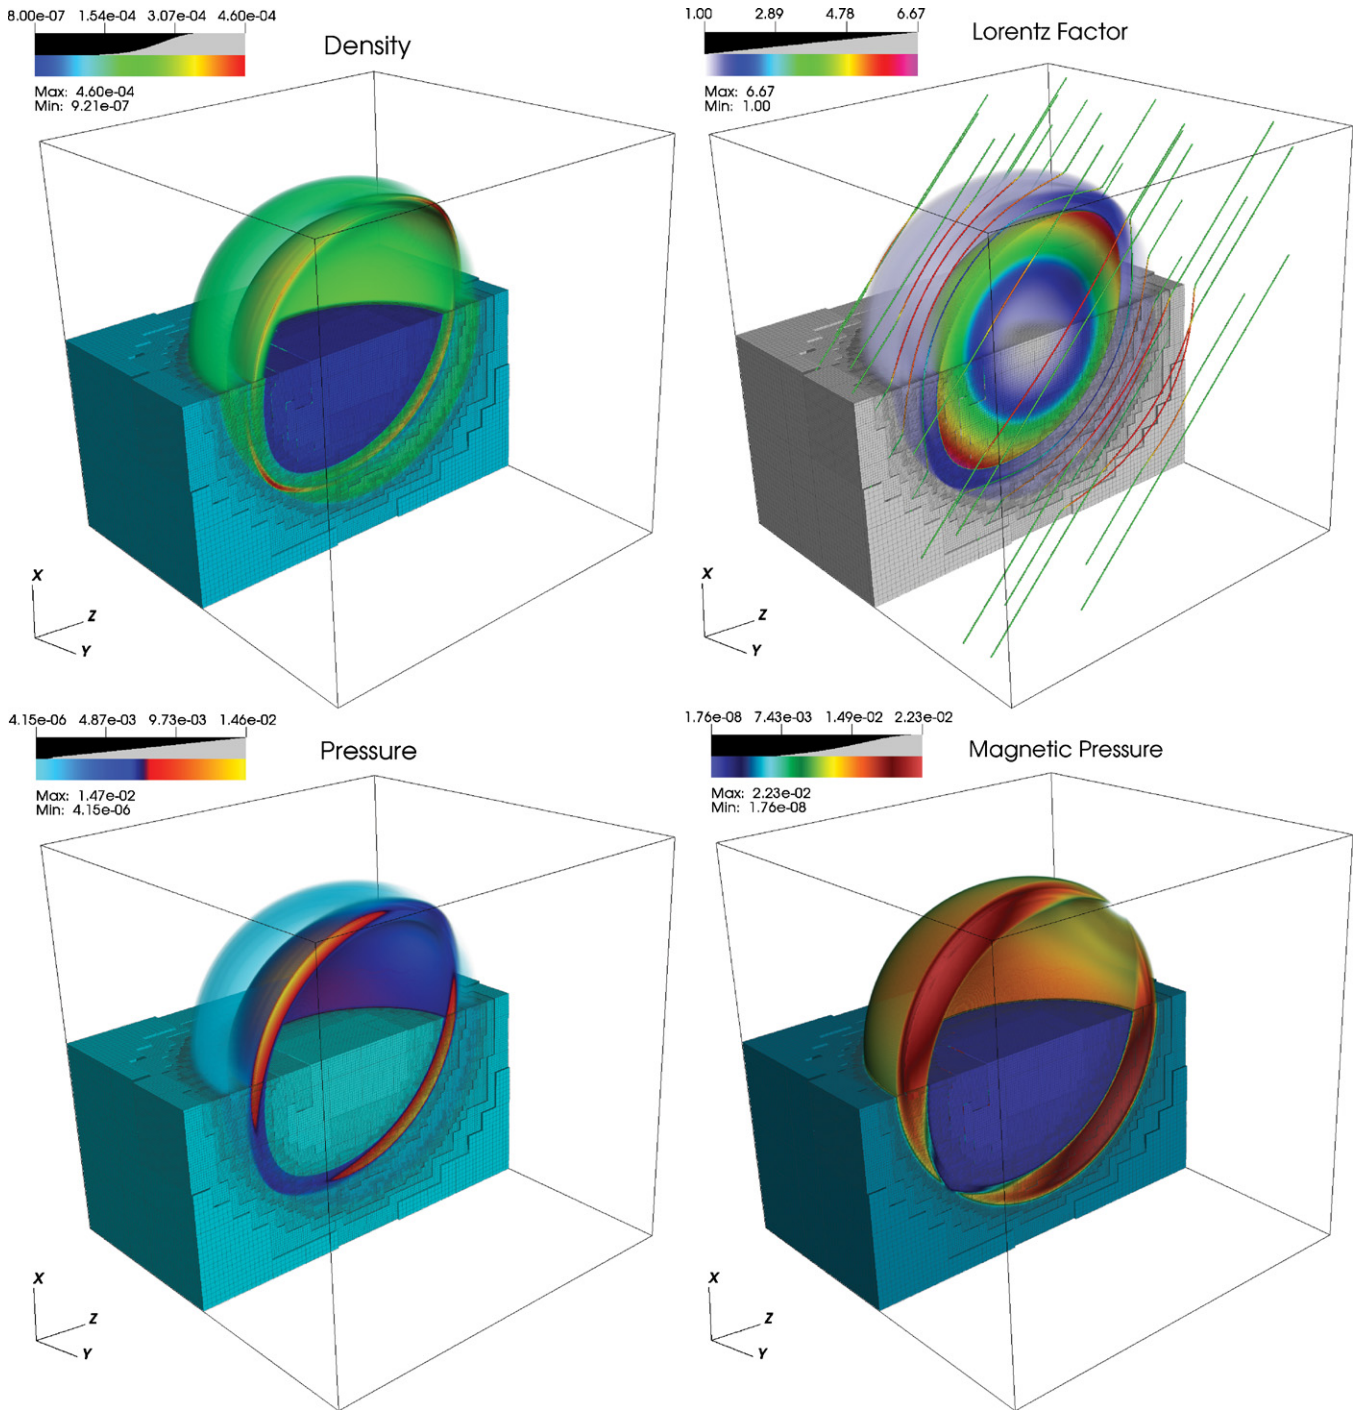 8.00e-07 1.54e-04 3.07e-04 4.60e-04
Density
Max: 4.60e-04
Min: 9.21e-07
X
Z
Y
1.00 2.89 4.78 6.67
Lorentz Factor
Max: 6.67
Min: 1.00
X
Z
Y
4.15e-06 4.87e-03 9.73e-03 1.46e-02
Pressure
Max: 1.47e-02
Min: 4.15e-06
X
Z
Y
1.76e-08 7.43e-03 1.49e-02 2.23e-02
Magnetic Pressure
Max: 2.23e-02
Min: 1.76e-08
X
Z
Y